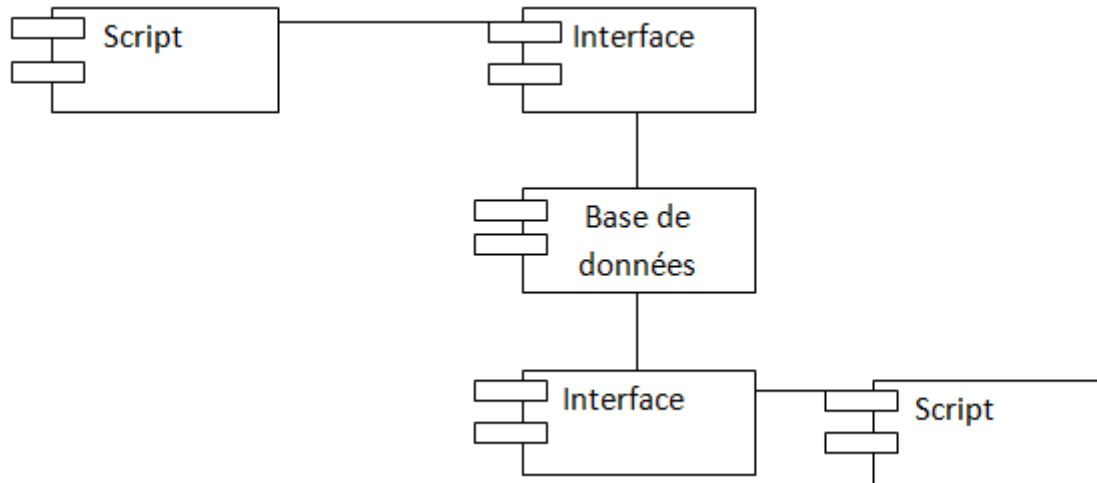 Script
Interface
Base de
données
Interface
Script